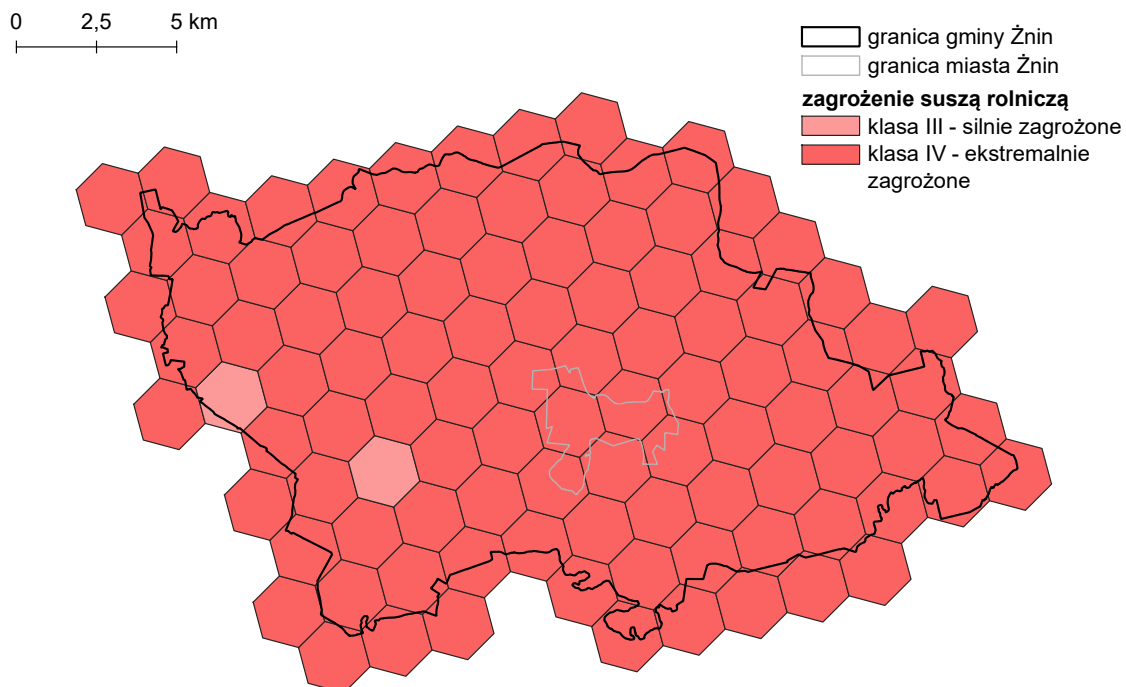 0 2,5 5 km
granica gminy Żnin
granica miasta Żnin
zagrożenie suszą rolniczą
klasa III - silnie zagrożone
klasa IV - ekstremalnie
zagrożone